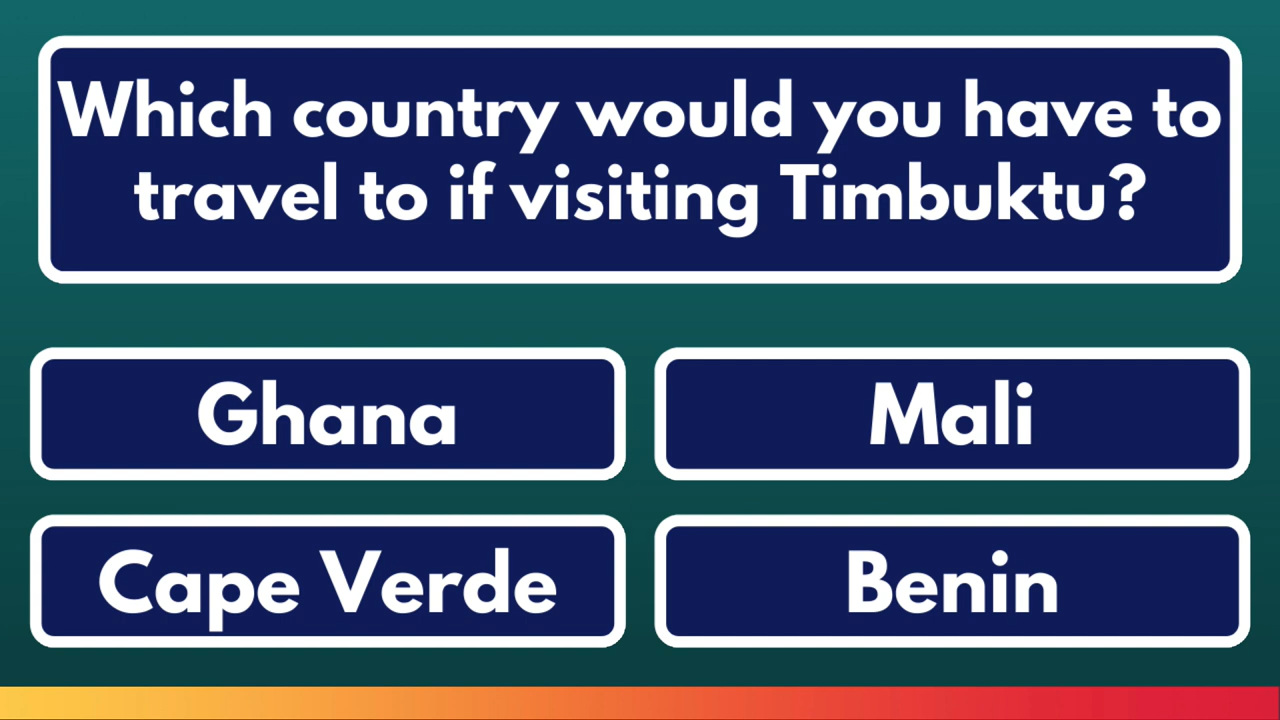 Which country would you have to
travel to if visiting Timbuktu?
Ghana
Mali
Cape Verde
Benin